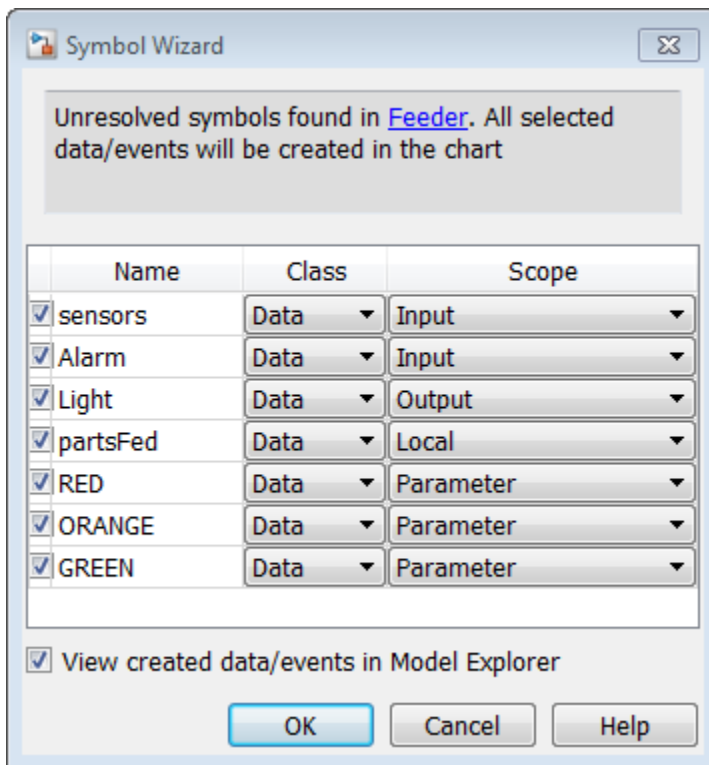 Symbol Wizard
Unresolved symbols found in Feeder. All selected
data/events will be created in the chart
Name Class Scope
sensors Data Input
Alarm Data Input
Light Data Output
partsFed Data Local
RED Data Parameter
ORANGE Data Parameter
GREEN Data Parameter
View created data/events in Model Explorer
OK Cancel Help